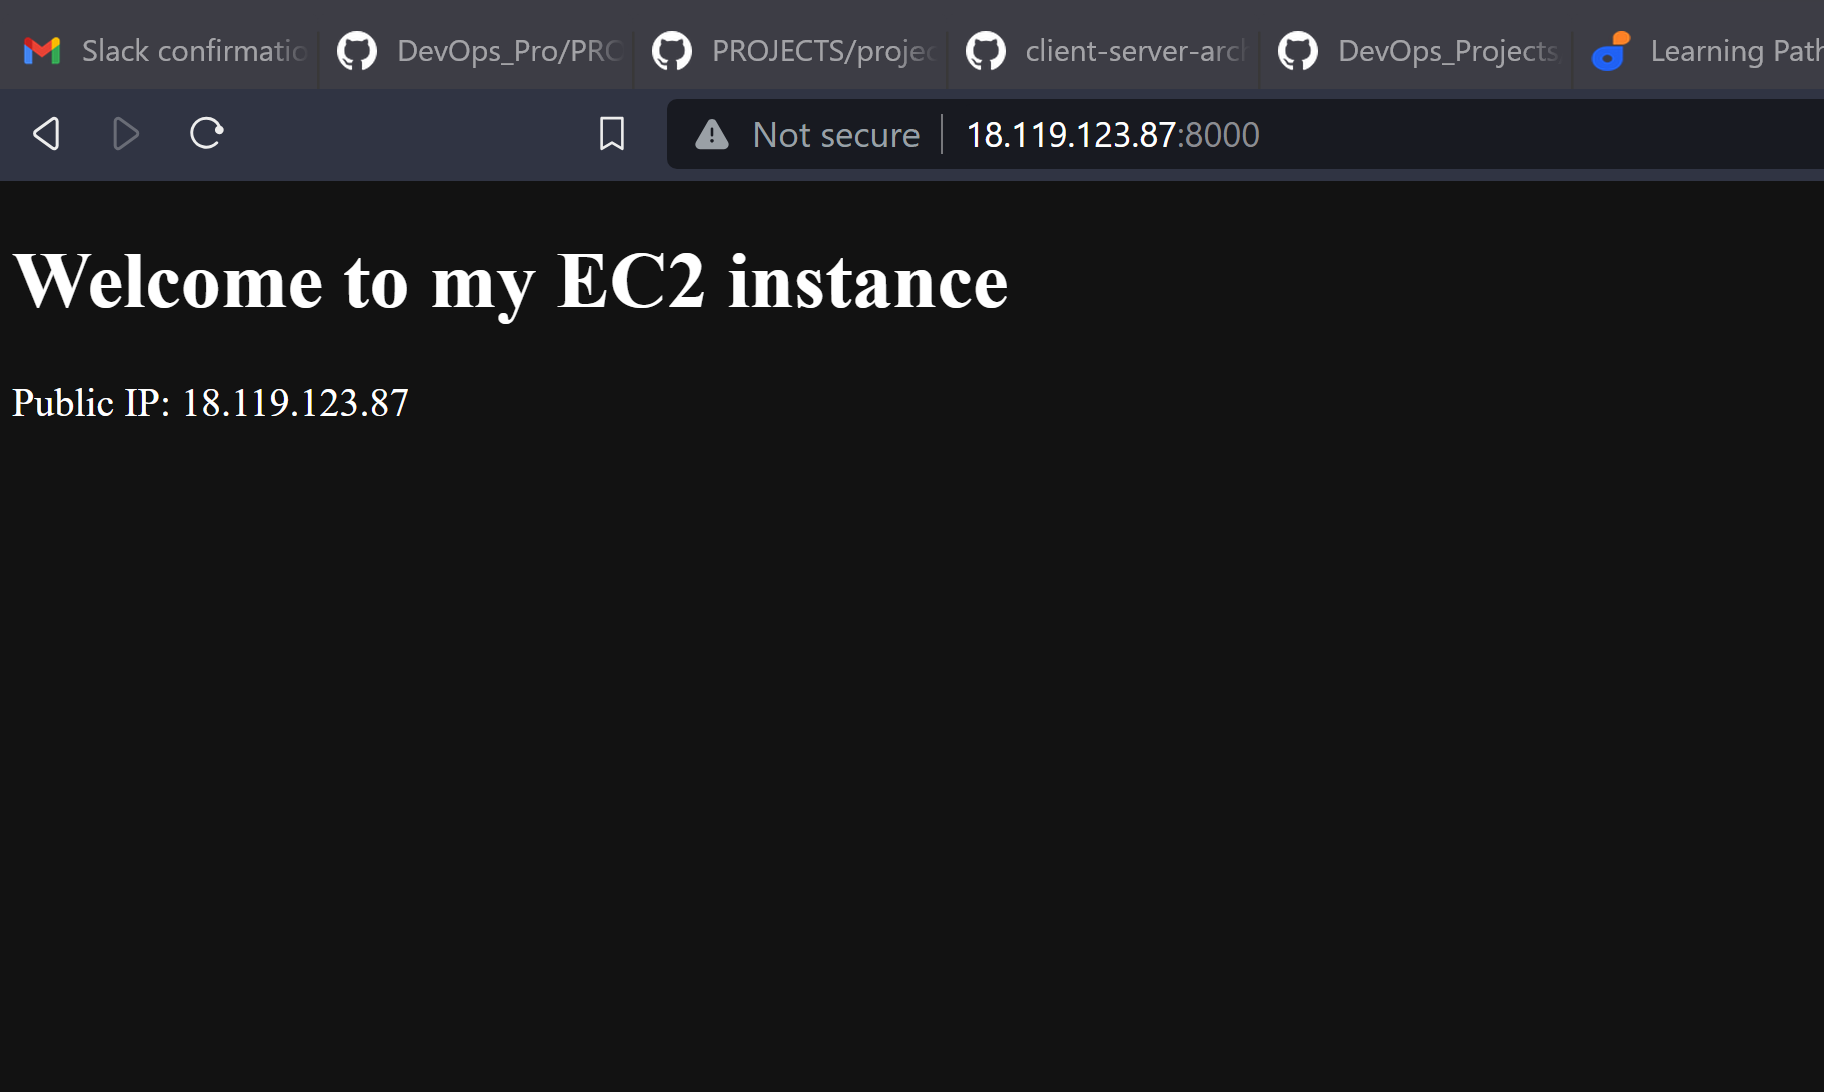 Slack confirmatio
DevOps_Pro/PRO
PROJECTS/projec
client-server-arch
DevOps_Projects
Learning Path
Not secure
18.119.123.87:8000
Welcome to my EC2 instance
Public IP: 18.119.123.87